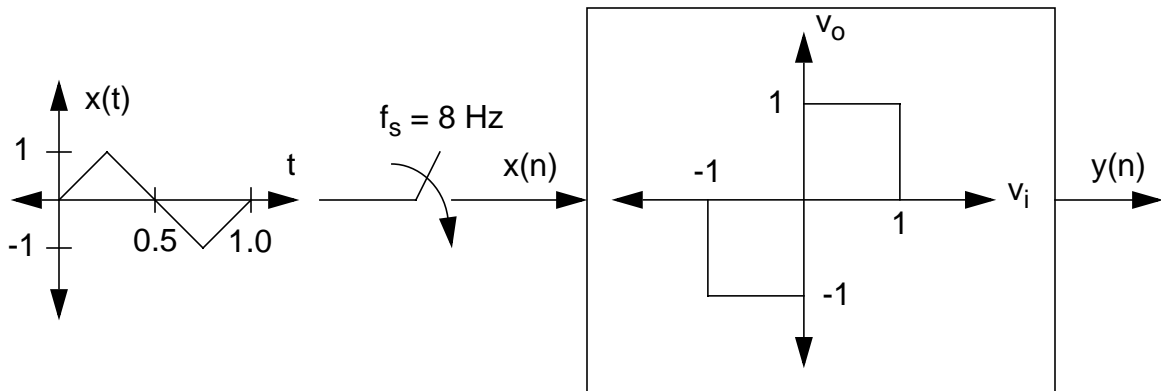 x(t)
1
-1
t
0.5
1.0
f_s = 8 Hz
x(n)
v_o
1
-1
1
-1
v_i
y(n)